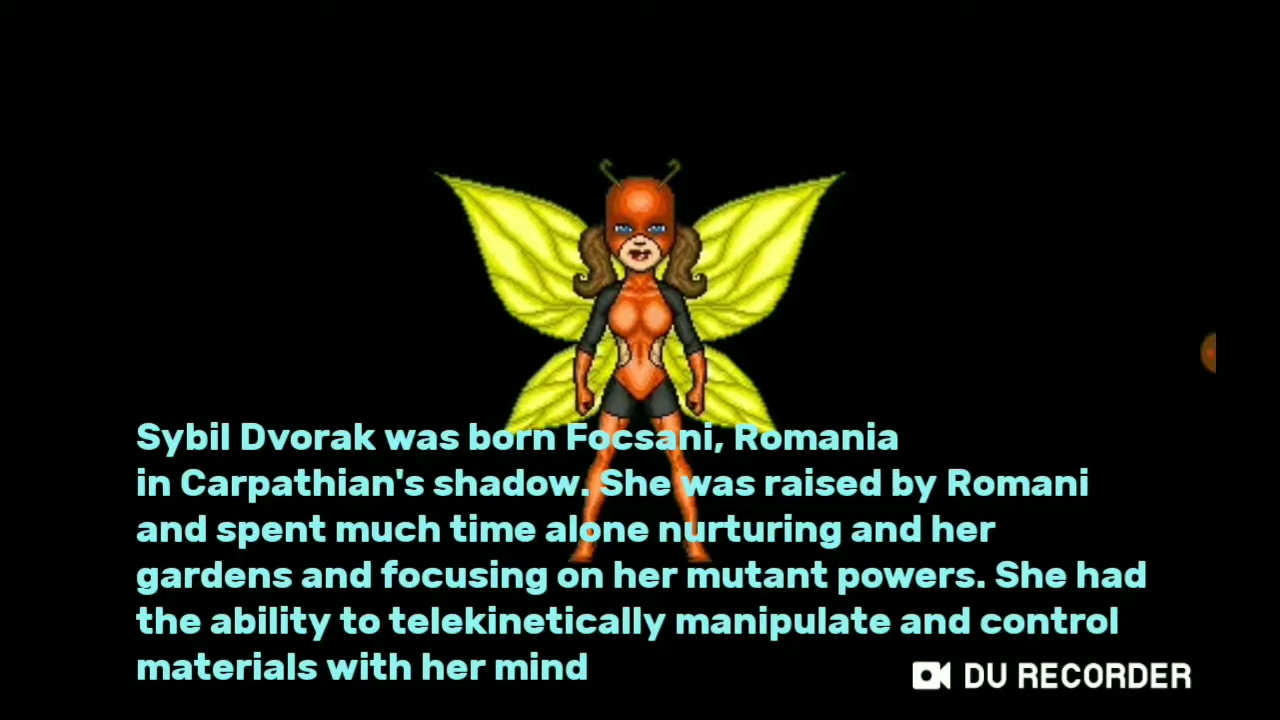 Sybil Dvorak was born Focsani, Romania
in Carpathian's shadow. She was raised by Romani
and spent much time alone nurturing and her
gardens and focusing on her mutant powers. She had
the ability to telekinetically manipulate and control
materials with her mind
DU RECORDER